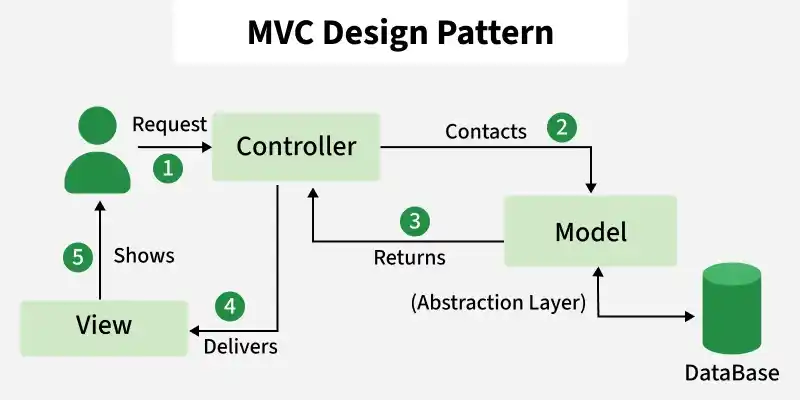 MVC Design Pattern
Request
1
Controller
Contacts
2
Model
3
Returns
(Abstraction Layer)
DataBase
4
Delivers
View
5
Shows